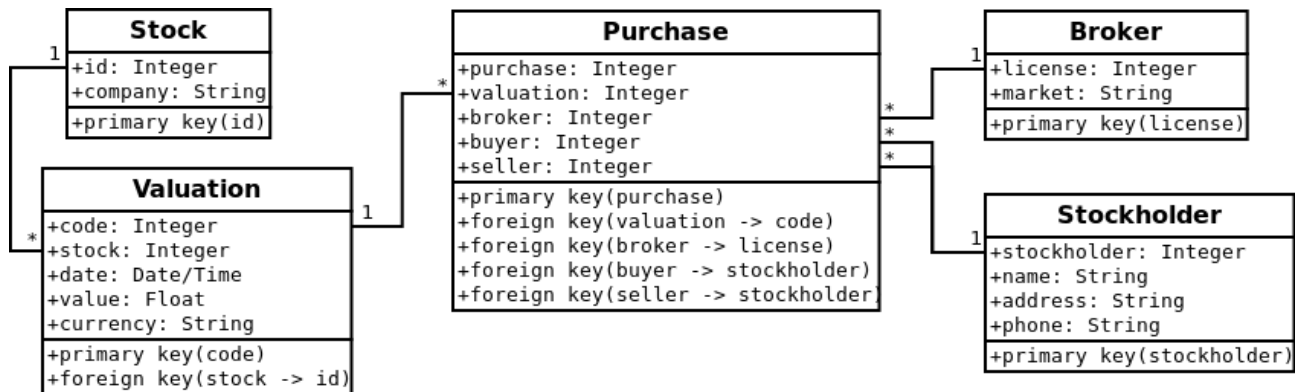 Stock
1
+id: Integer
+company: String
+primary key(id)
Valuation
*
+code: Integer
+stock: Integer
+date: Date/Time
+value: Float
+currency: String
+primary key(code)
+foreign key(stock -> id)
1
*
Purchase
+purchase: Integer
+valuation: Integer
+broker: Integer
+buyer: Integer
+seller: Integer
+primary key(purchase)
+foreign key(valuation -> code)
+foreign key(broker -> license)
+foreign key(buyer -> stockholder)
+foreign key(seller -> stockholder)
*
*
*
1
Broker
+license: Integer
+market: String
+primary key(license)
1
Stockholder
+stockholder: Integer
+name: String
+address: String
+phone: String
+primary key(stockholder)